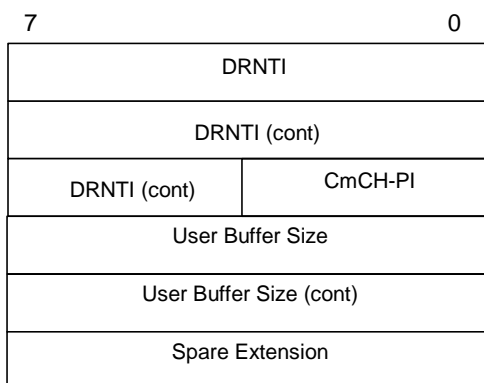 7 0
DRNTI
DRNTI (cont)
DRNTI (cont) CmCH-PI
User Buffer Size
User Buffer Size (cont)
Spare Extension